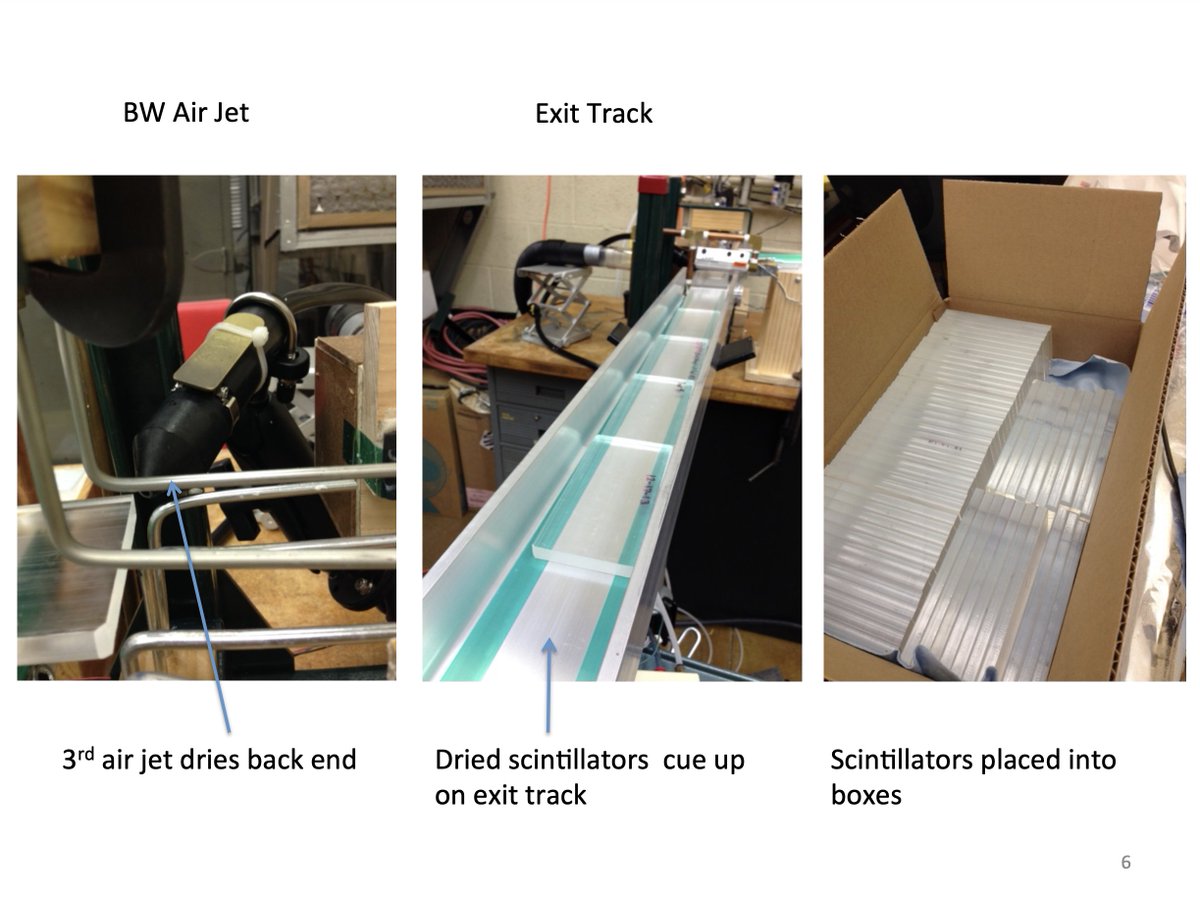 BW Air Jet
Exit Track
3rd air jet dries back end
Dried scintillators  cue up
on exit track
Scintillators placed into
boxes
6